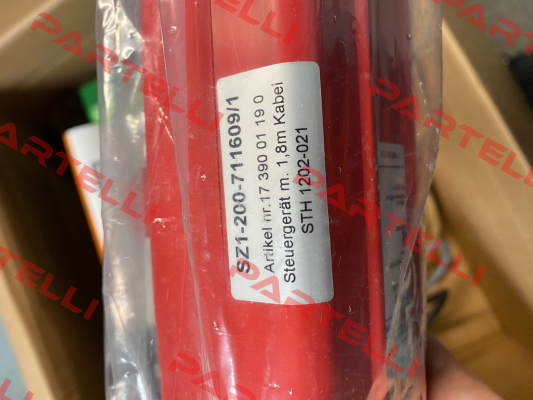 SZ1-200-711609/1
Artikel nr.17 390 01 19 0
Steuergerät m. 1,8m Kabel
STH 1202-021
PARTELLI
PARTELLI
PARTELLI
PARTELLI
PARTELLI
PARTELLI